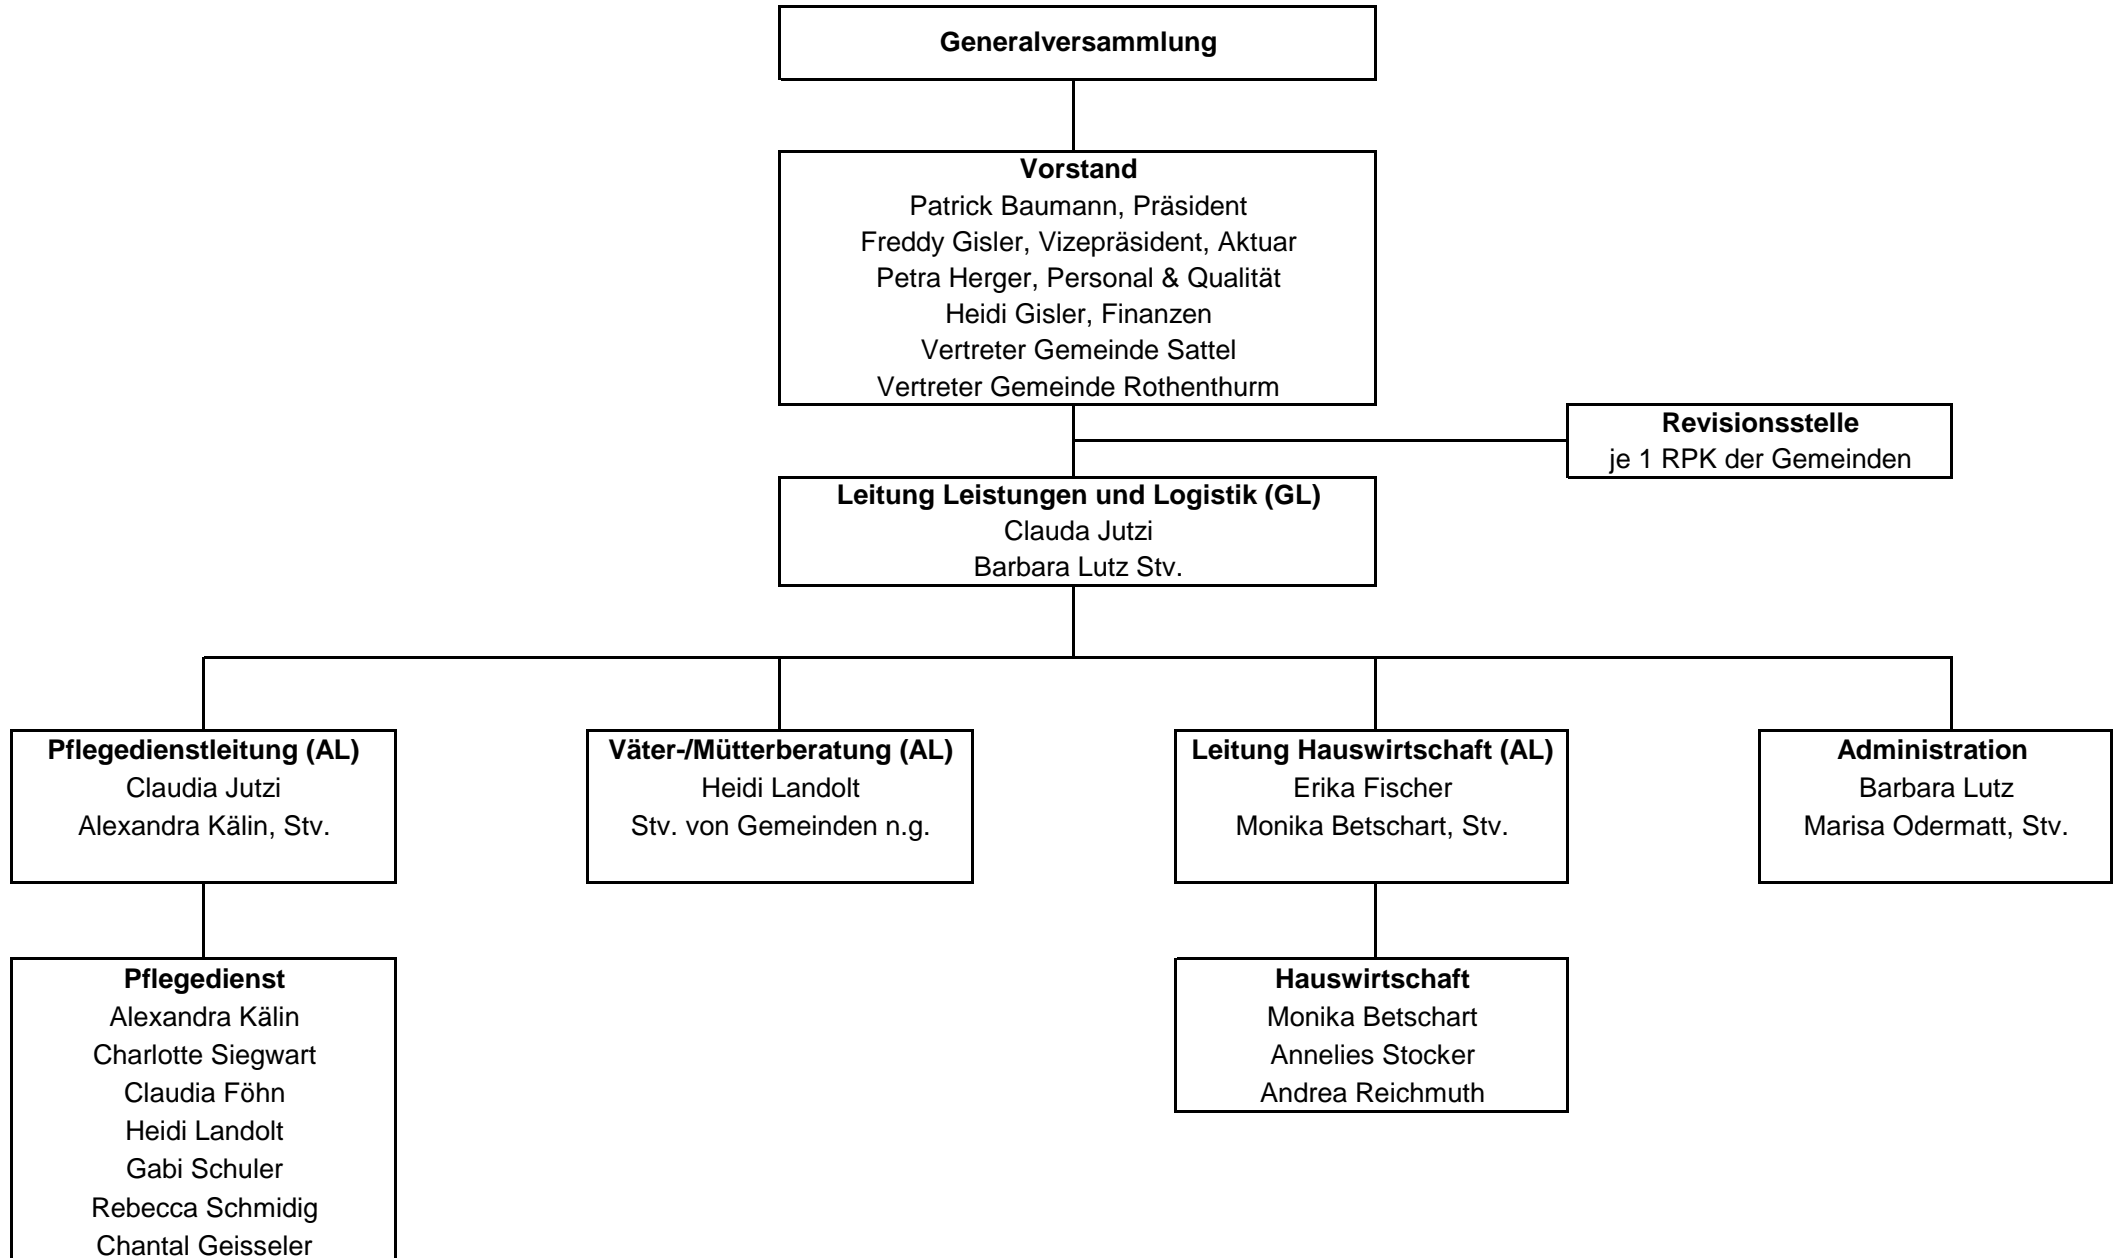 Generalversammlung
Vorstand
Patrick Baumann, Präsident
Freddy Gisler, Vizepräsident, Aktuar
Petra Herger, Personal & Qualität
Heidi Gisler, Finanzen
Vertreter Gemeinde Sattel
Vertreter Gemeinde Rothenthurm
Revisionsstelle
je 1 RPK der Gemeinden
Leitung Leistungen und Logistik (GL)
Clauda Jutzi
Barbara Lutz Stv.
Pflegedienstleitung (AL)
Claudia Jutzi
Alexandra Kälin, Stv.
Väter-/Mütterberatung (AL)
Heidi Landolt
Stv. von Gemeinden n.g.
Leitung Hauswirtschaft (AL)
Erika Fischer
Monika Betschart, Stv.
Administration
Barbara Lutz
Marisa Odermatt, Stv.
Pflegedienst
Alexandra Kälin
Charlotte Siegwart
Claudia Föhn
Heidi Landolt
Gabi Schuler
Rebecca Schmidig
Chantal Geisseler
Hauswirtschaft
Monika Betschart
Annelies Stocker
Andrea Reichmuth